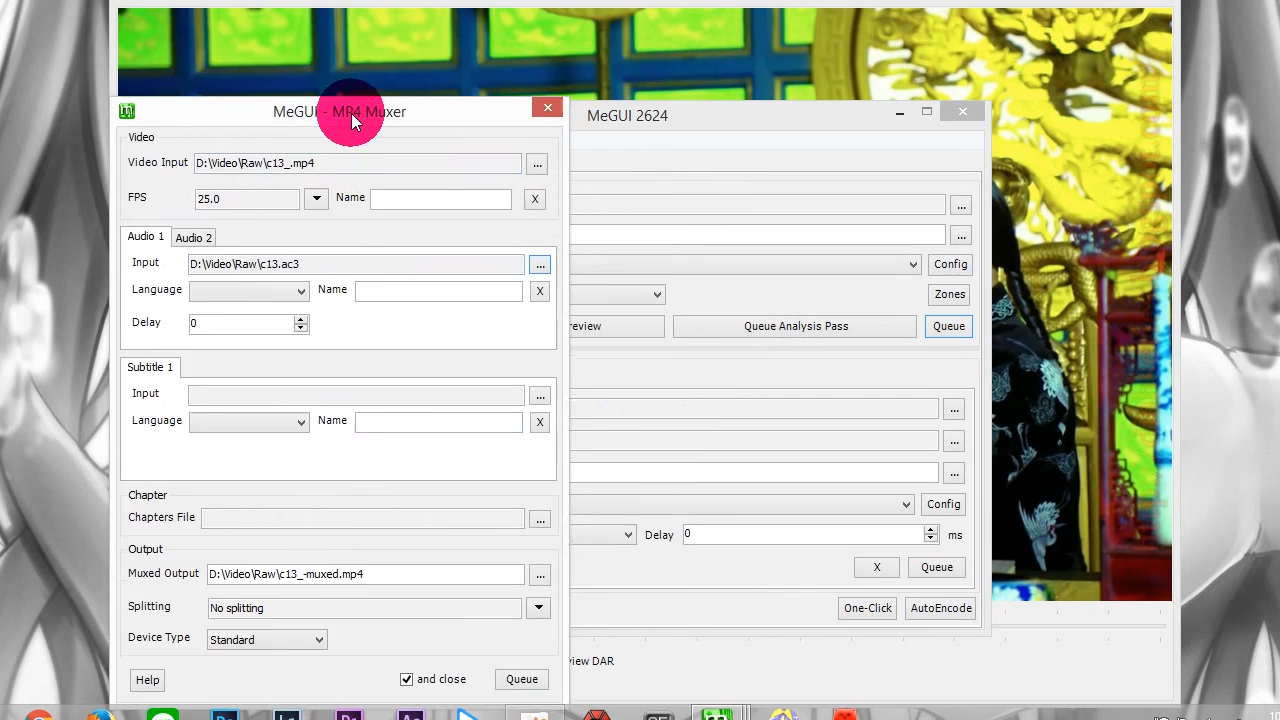 MeGUI - MP4 Muxer
Video
Video Input D:\Video\Raw\c13_.mp4 ...
FPS 25.0 Name X
Audio 1 Audio 2
Input D:\Video\Raw\c13.ac3 ...
Language Name X
Delay 0
Subtitle 1
Input ...
Language Name X
Chapter
Chapters File ...
Output
Muxed Output D:\Video\Raw\c13_-muxed.mp4 ...
Splitting No splitting
Device Type Standard
Help and close Queue
MeGUI 2624
...
...
Config
Zones
review Queue Analysis Pass Queue
...
...
...
Config
Delay 0 ms
X Queue
One-Click AutoEncode
view DAR